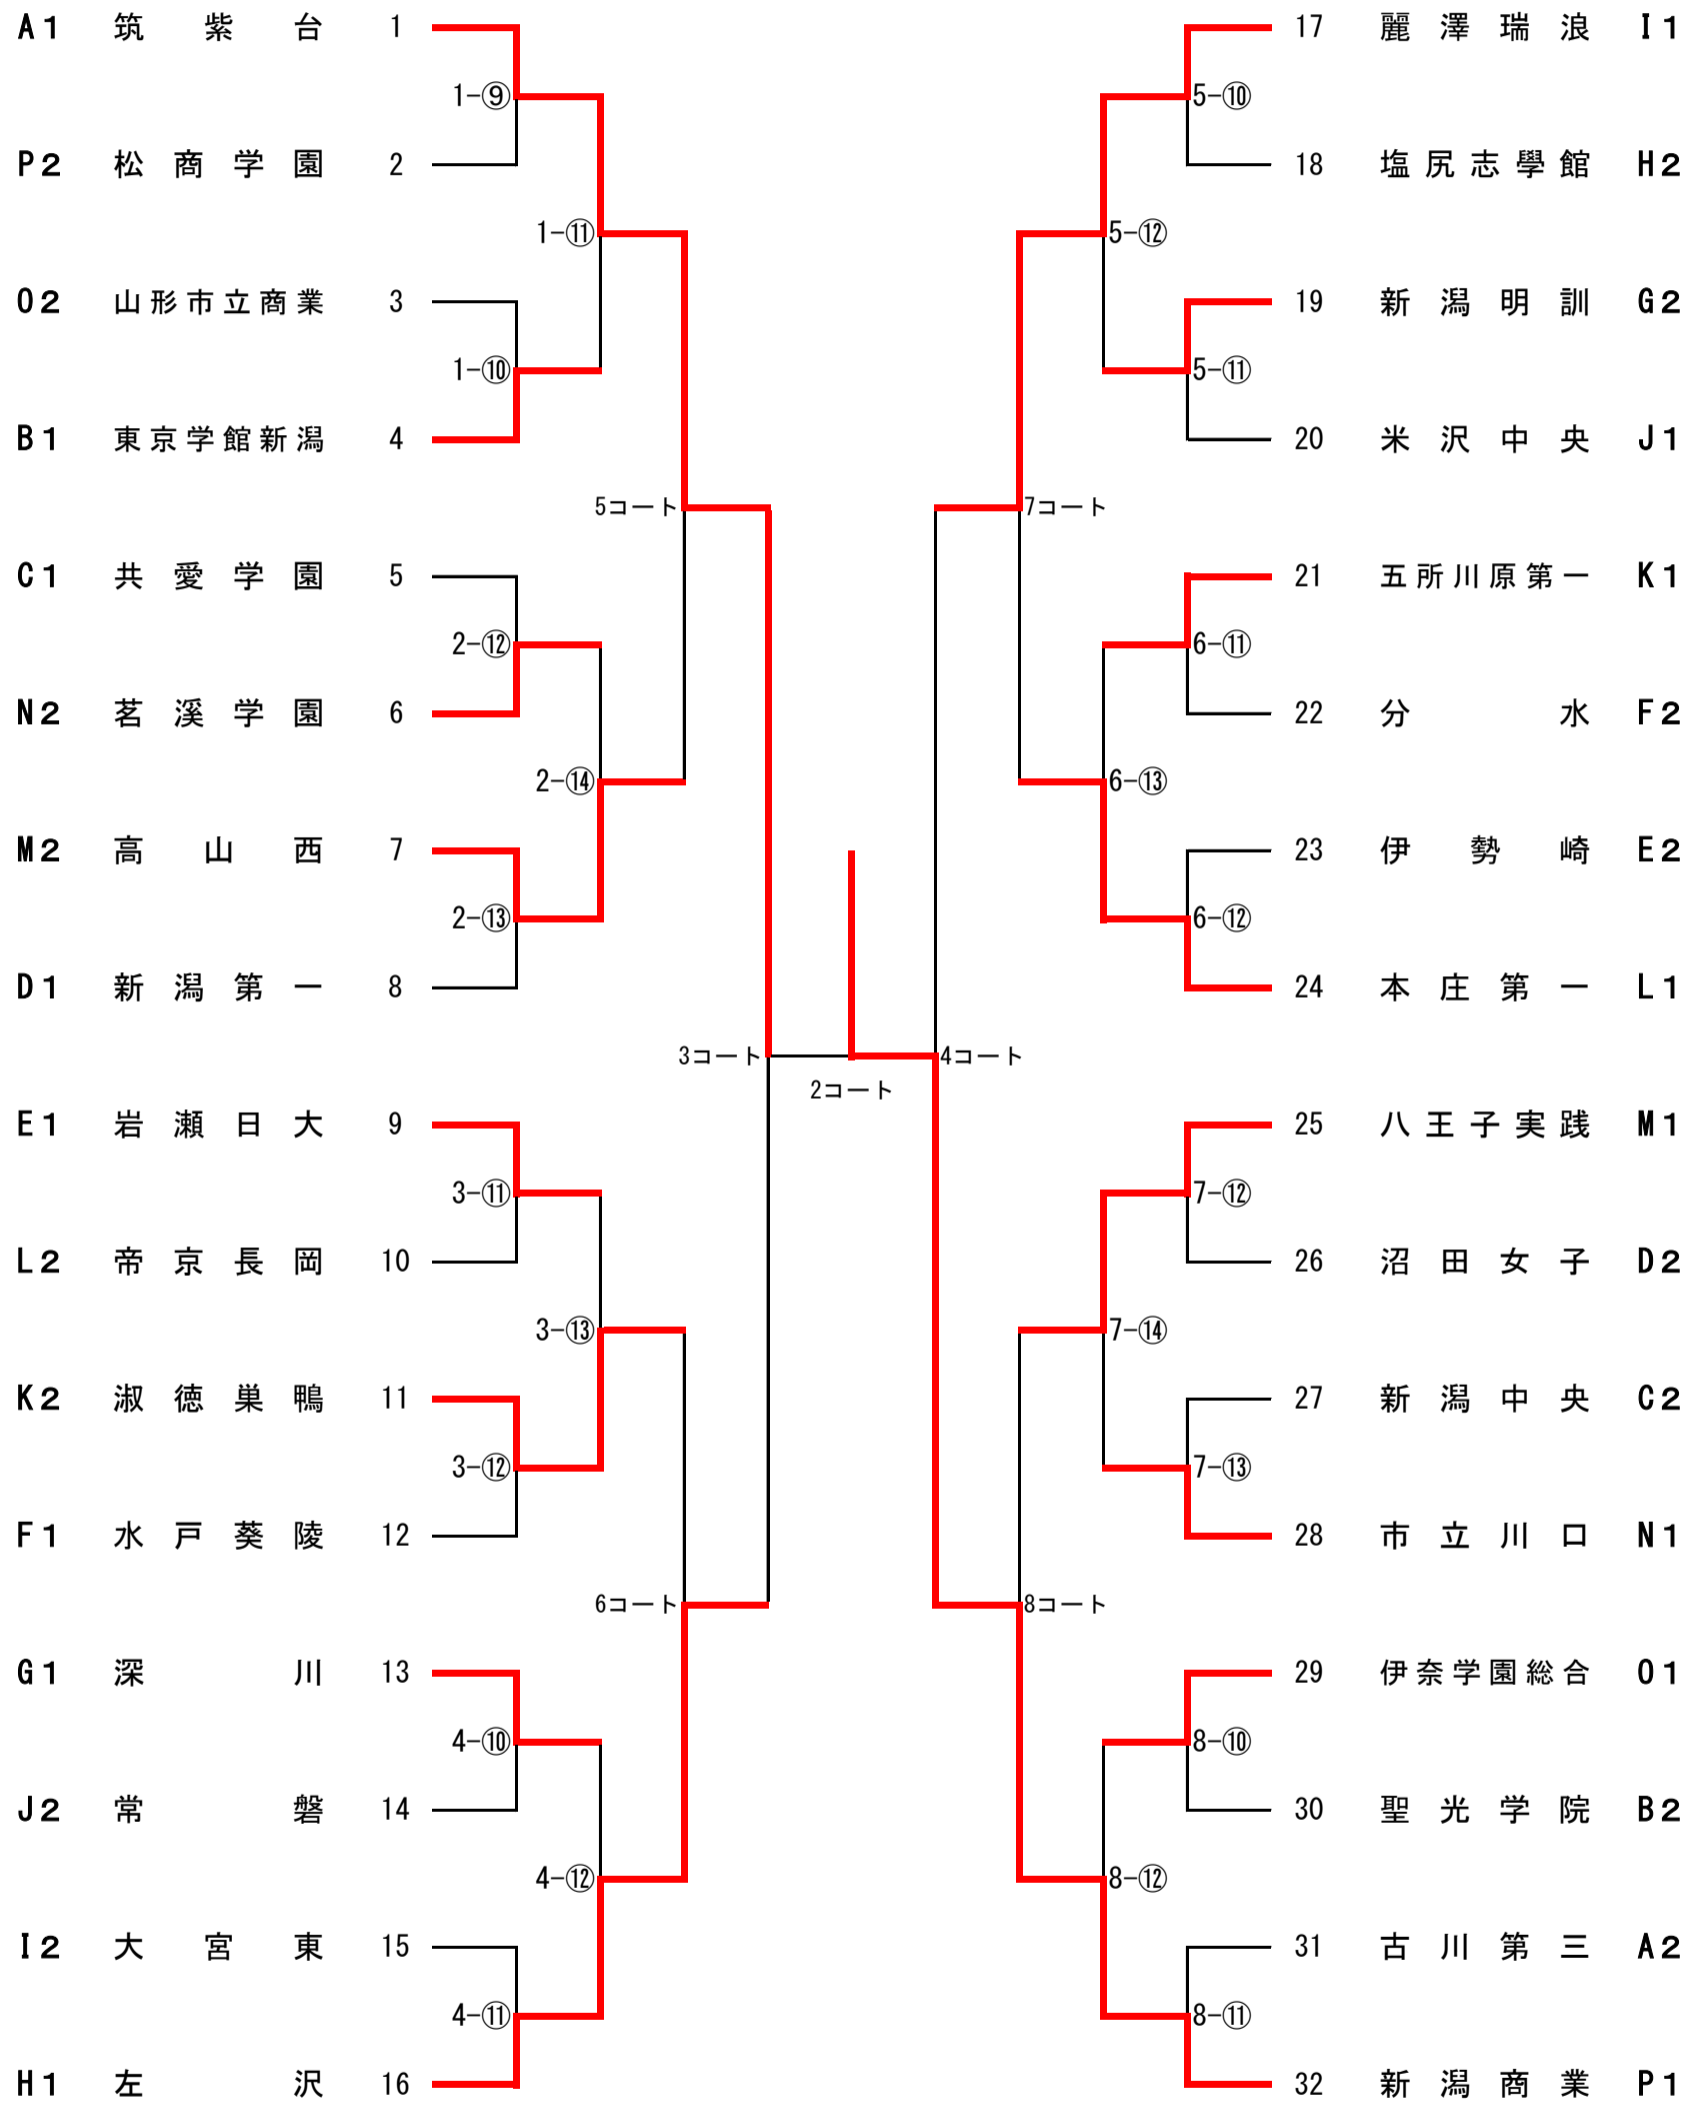 A1 筑紫台 1
17 麗澤瑞浪 I1
1-⑨
5-⑩
P2 松商学園 2
18 塩尻志學館 H2
1-⑪
5-⑫
O2 山形市立商業 3
19 新潟明訓 G2
1-⑩
5-⑪
B1 東京学館新潟 4
20 米沢中央 J1
5コート
7コート
C1 共愛学園 5
21 五所川原第一 K1
2-⑫
6-⑪
N2 茗溪学園 6
22 分水 F2
2-⑭
6-⑬
M2 高山西 7
23 伊勢崎 E2
2-⑬
6-⑫
D1 新潟第一 8
24 本庄第一 L1
3コート
4コート
2コート
E1 岩瀬日大 9
25 八王子実践 M1
3-⑪
7-⑫
L2 帝京長岡 10
26 沼田女子 D2
3-⑬
7-⑭
K2 淑徳巣鴨 11
27 新潟中央 C2
3-⑫
7-⑬
F1 水戸葵陵 12
28 市立川口 N1
6コート
8コート
G1 深川 13
29 伊奈学園総合 O1
4-⑩
8-⑩
J2 常磐 14
30 聖光学院 B2
4-⑫
8-⑫
I2 大宮東 15
31 古川第三 A2
4-⑪
8-⑪
H1 左沢 16
32 新潟商業 P1